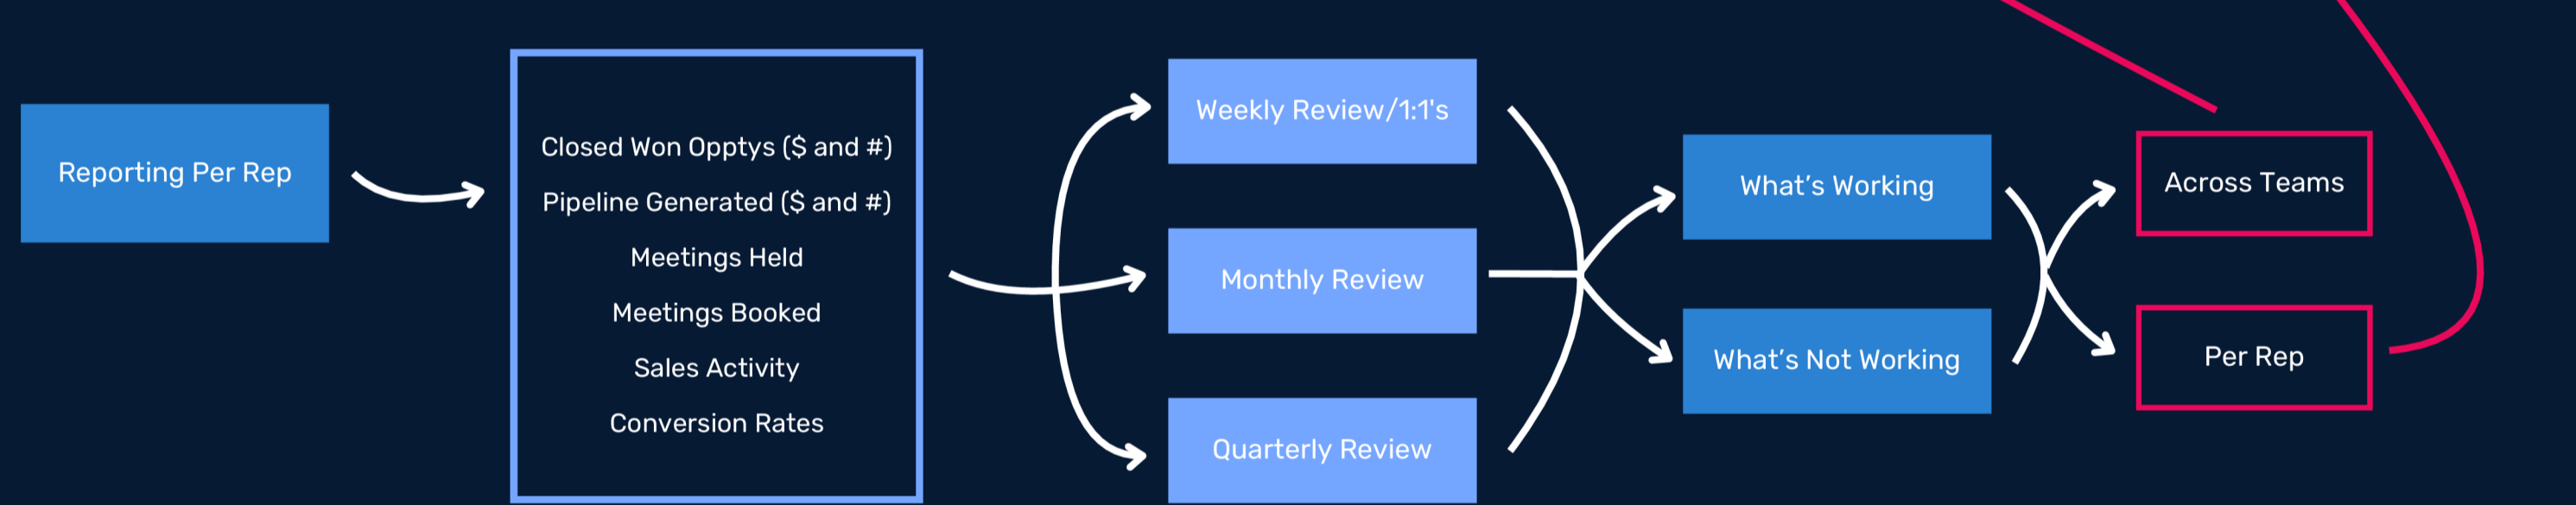 Reporting Per Rep
Closed Won Opptys ($ and #)
Pipeline Generated ($ and #)
Meetings Held
Meetings Booked
Sales Activity
Conversion Rates
Weekly Review/1:1's
Monthly Review
Quarterly Review
What’s Working
What’s Not Working
Across Teams
Per Rep